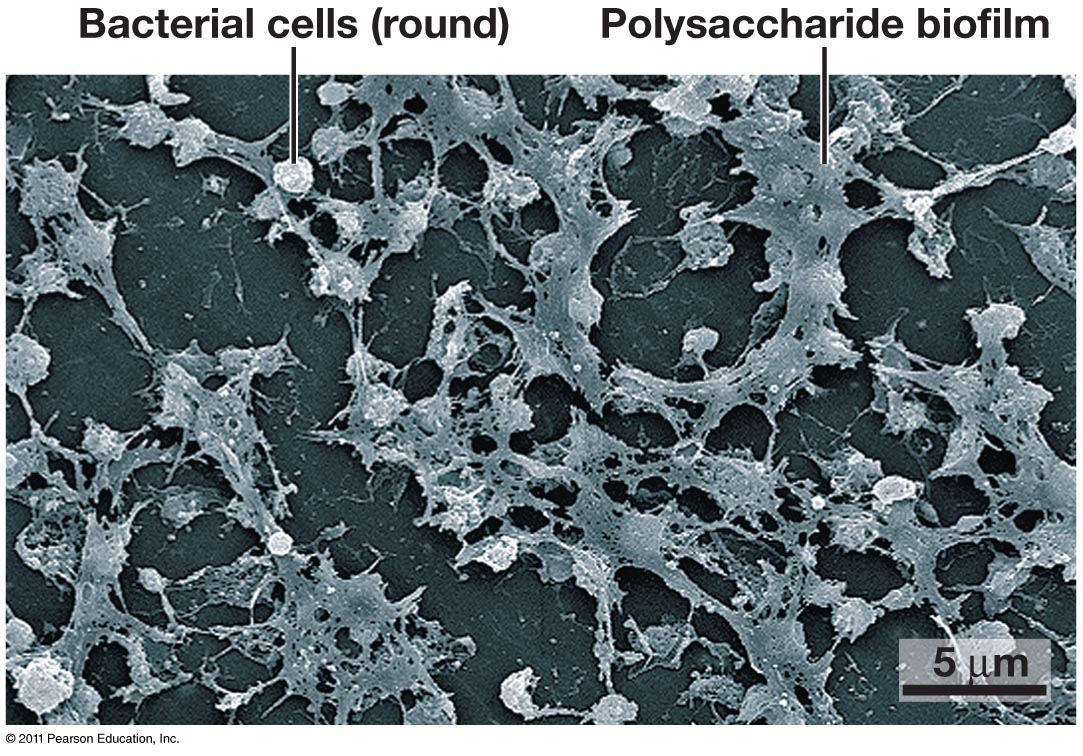 Bacterial cells (round)
Polysaccharide biofilm
5 μm
© 2011 Pearson Education, Inc.